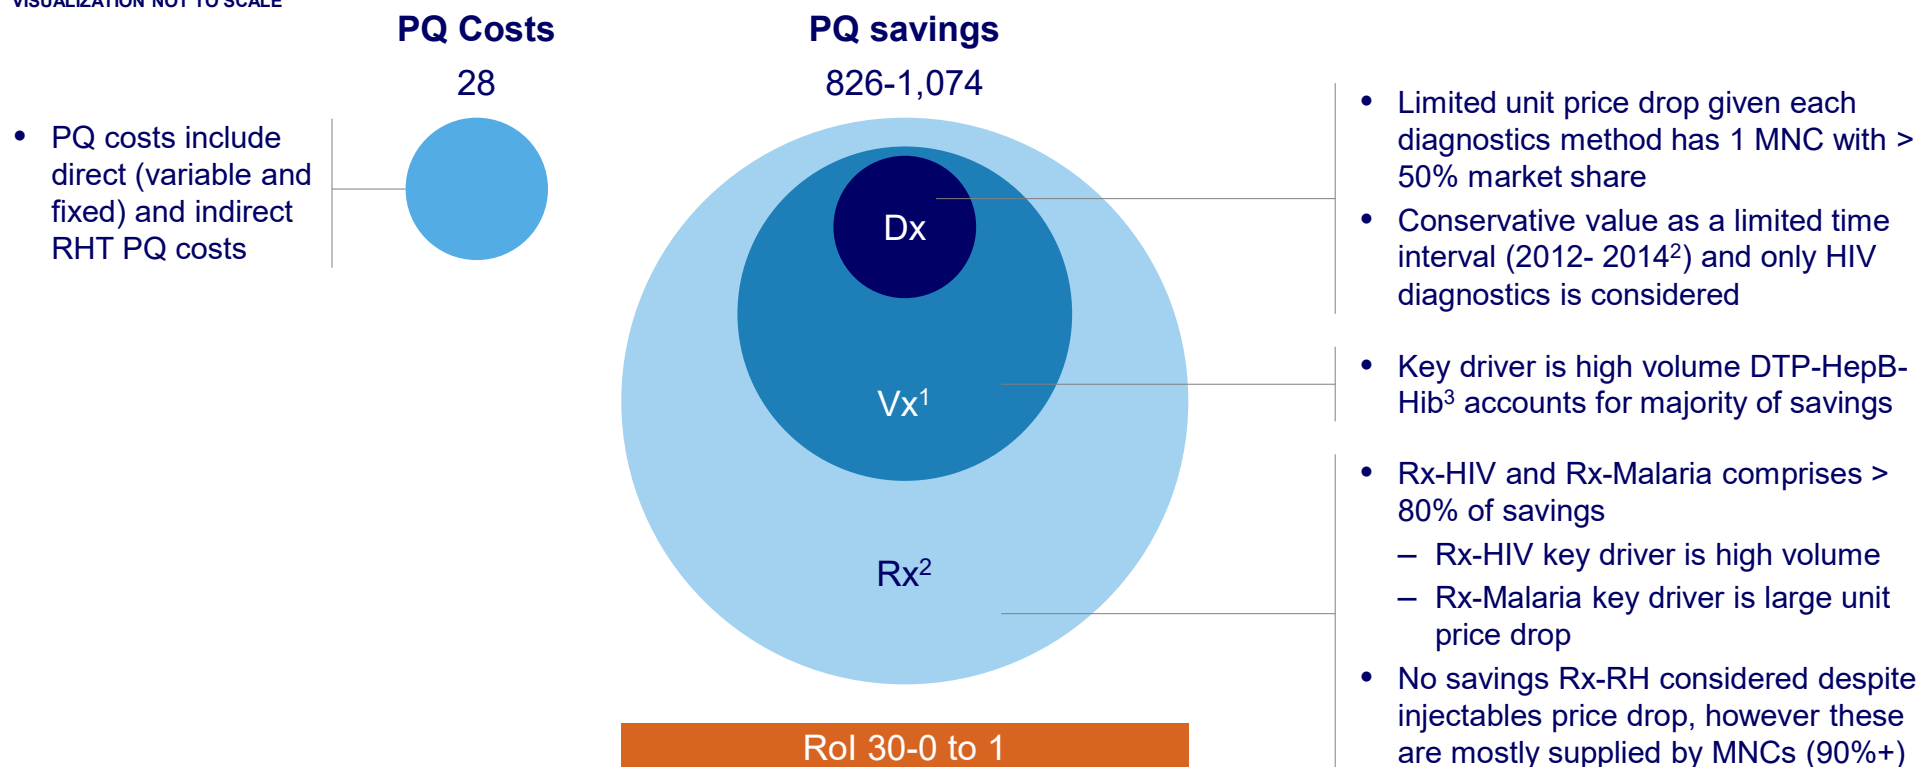 VISUALIZATION NOT TO SCALE
PQ Costs
28
• PQ costs include
direct (variable and
fixed) and indirect
RHT PQ costs
PQ savings
826-1,074
Dx
Vx¹
Rx²
RoI 30-0 to 1
• Limited unit price drop given each
diagnostics method has 1 MNC with >
50% market share
• Conservative value as a limited time
interval (2012- 2014²) and only HIV
diagnostics is considered
• Key driver is high volume DTP-HepB-
Hib³ accounts for majority of savings
• Rx-HIV and Rx-Malaria comprises >
80% of savings
– Rx-HIV key driver is high volume
– Rx-Malaria key driver is large unit
price drop
• No savings Rx-RH considered despite
injectables price drop, however these
are mostly supplied by MNCs (90%+)